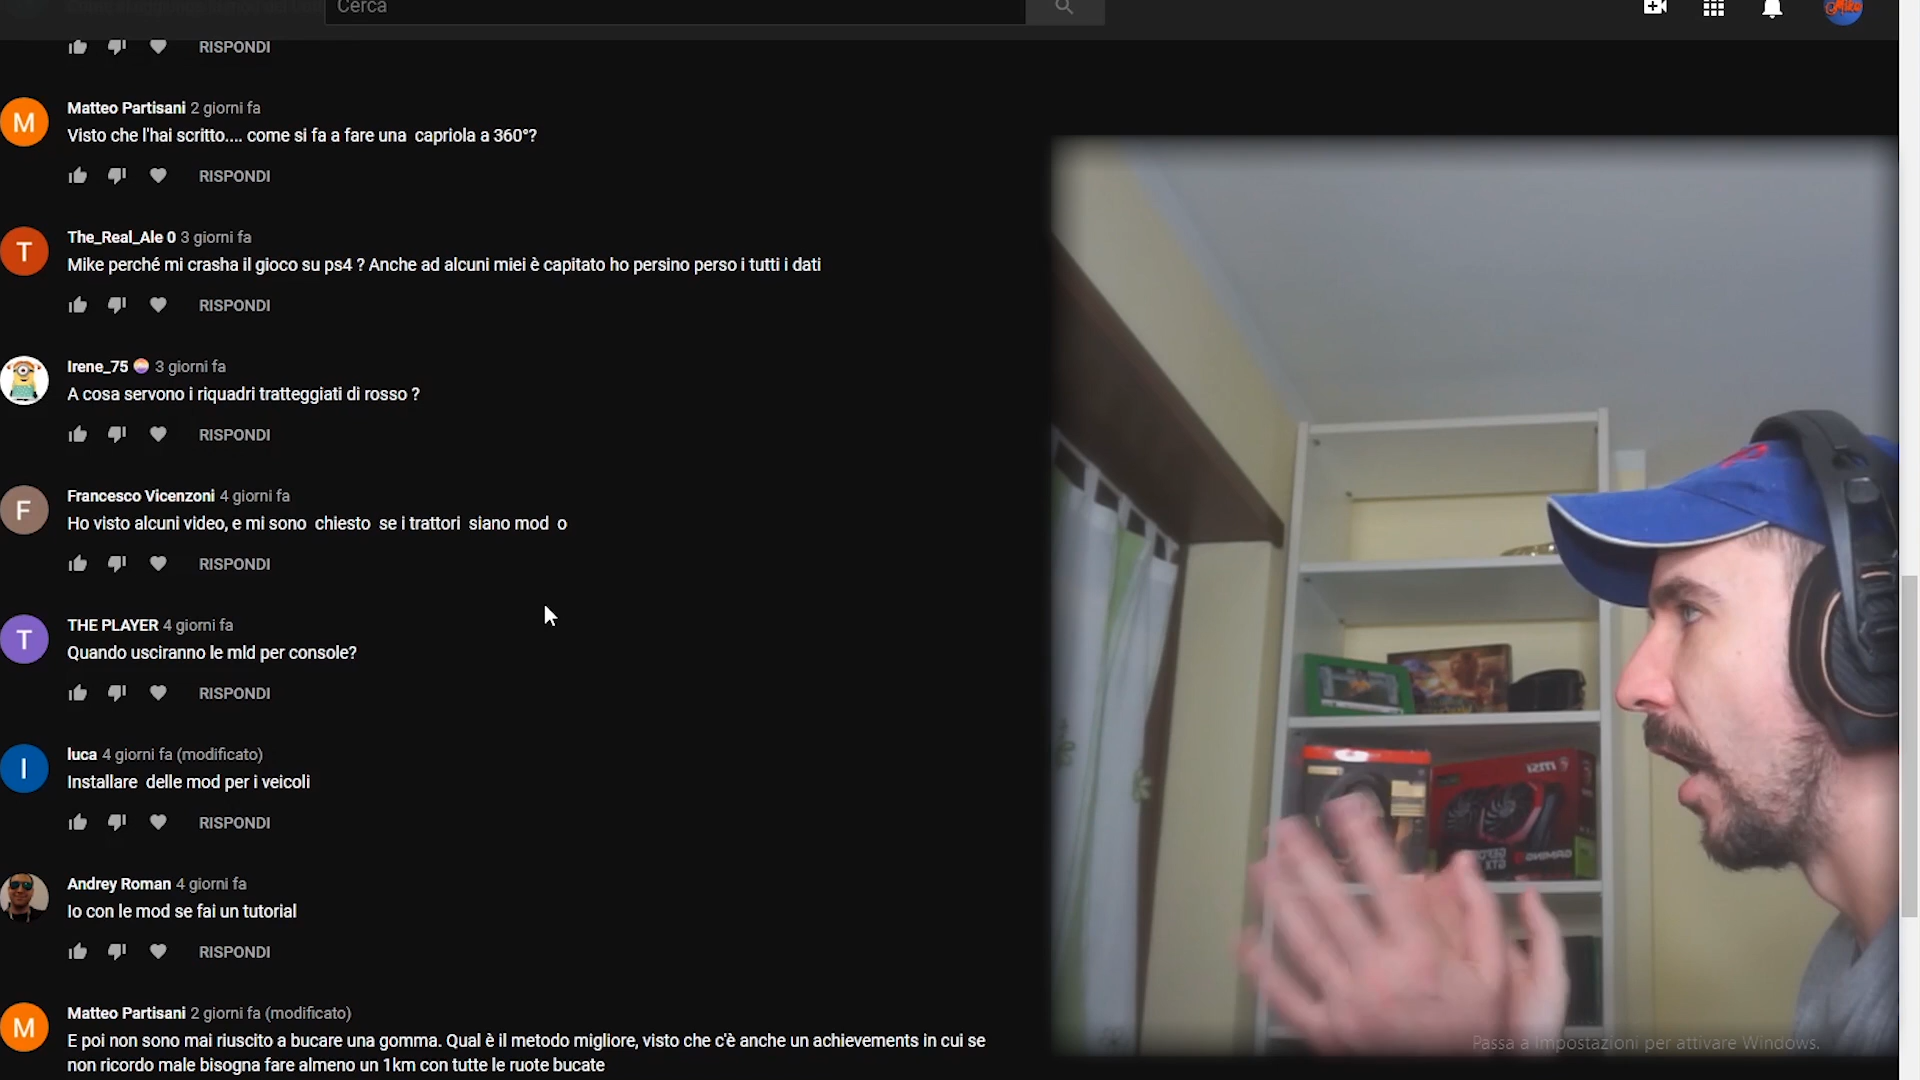 Cerca
RISPONDI
Matteo Partisani 2 giorni fa
Visto che l'hai scritto.... come si fa a fare una capriola a 360°?
RISPONDI
The_Real_Ale 0 3 giorni fa
Mike perché mi crasha il gioco su ps4 ? Anche ad alcuni miei è capitato ho persino perso i tutti i dati
RISPONDI
Irene_75 3 giorni fa
A cosa servono i riquadri tratteggiati di rosso ?
RISPONDI
Francesco Vicenzoni 4 giorni fa
Ho visto alcuni video, e mi sono chiesto se i trattori siano mod o
RISPONDI
THE PLAYER 4 giorni fa
Quando usciranno le mld per console?
RISPONDI
luca 4 giorni fa (modificato)
Installare delle mod per i veicoli
RISPONDI
Andrey Roman 4 giorni fa
Io con le mod se fai un tutorial
RISPONDI
Matteo Partisani 2 giorni fa (modificato)
E poi non sono mai riuscito a bucare una gomma. Qual è il metodo migliore, visto che c'è anche un achievements in cui se
non ricordo male bisogna fare almeno un 1km con tutte le ruote bucate
M
T
F
T
l
M
Mike
msi
GEFORCE
GTX
GAMING
Passa a Impostazioni per attivare Windows.